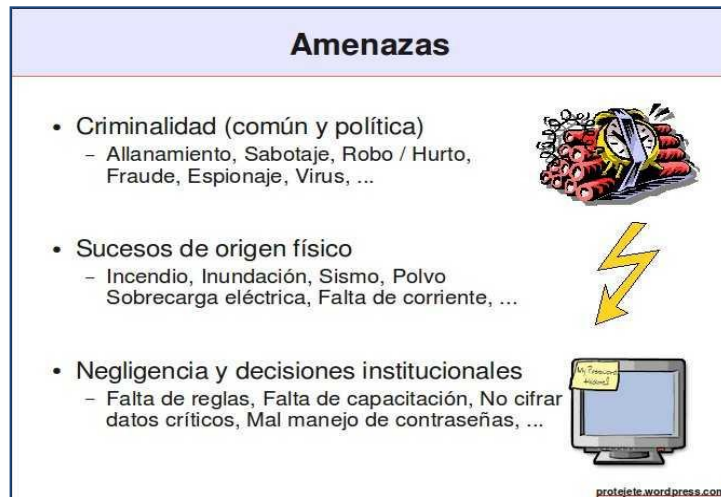 Amenazas
• Criminalidad (común y política)
– Allanamiento, Sabotaje, Robo / Hurto,
Fraude, Espionaje, Virus, ...
• Sucesos de origen físico
– Incendio, Inundación, Sismo, Polvo
Sobrecarga eléctrica, Falta de corriente, ...
• Negligencia y decisiones institucionales
– Falta de reglas, Falta de capacitación, No cifrar
datos críticos, Mal manejo de contraseñas, ...
My Password
protejete.wordpress.com